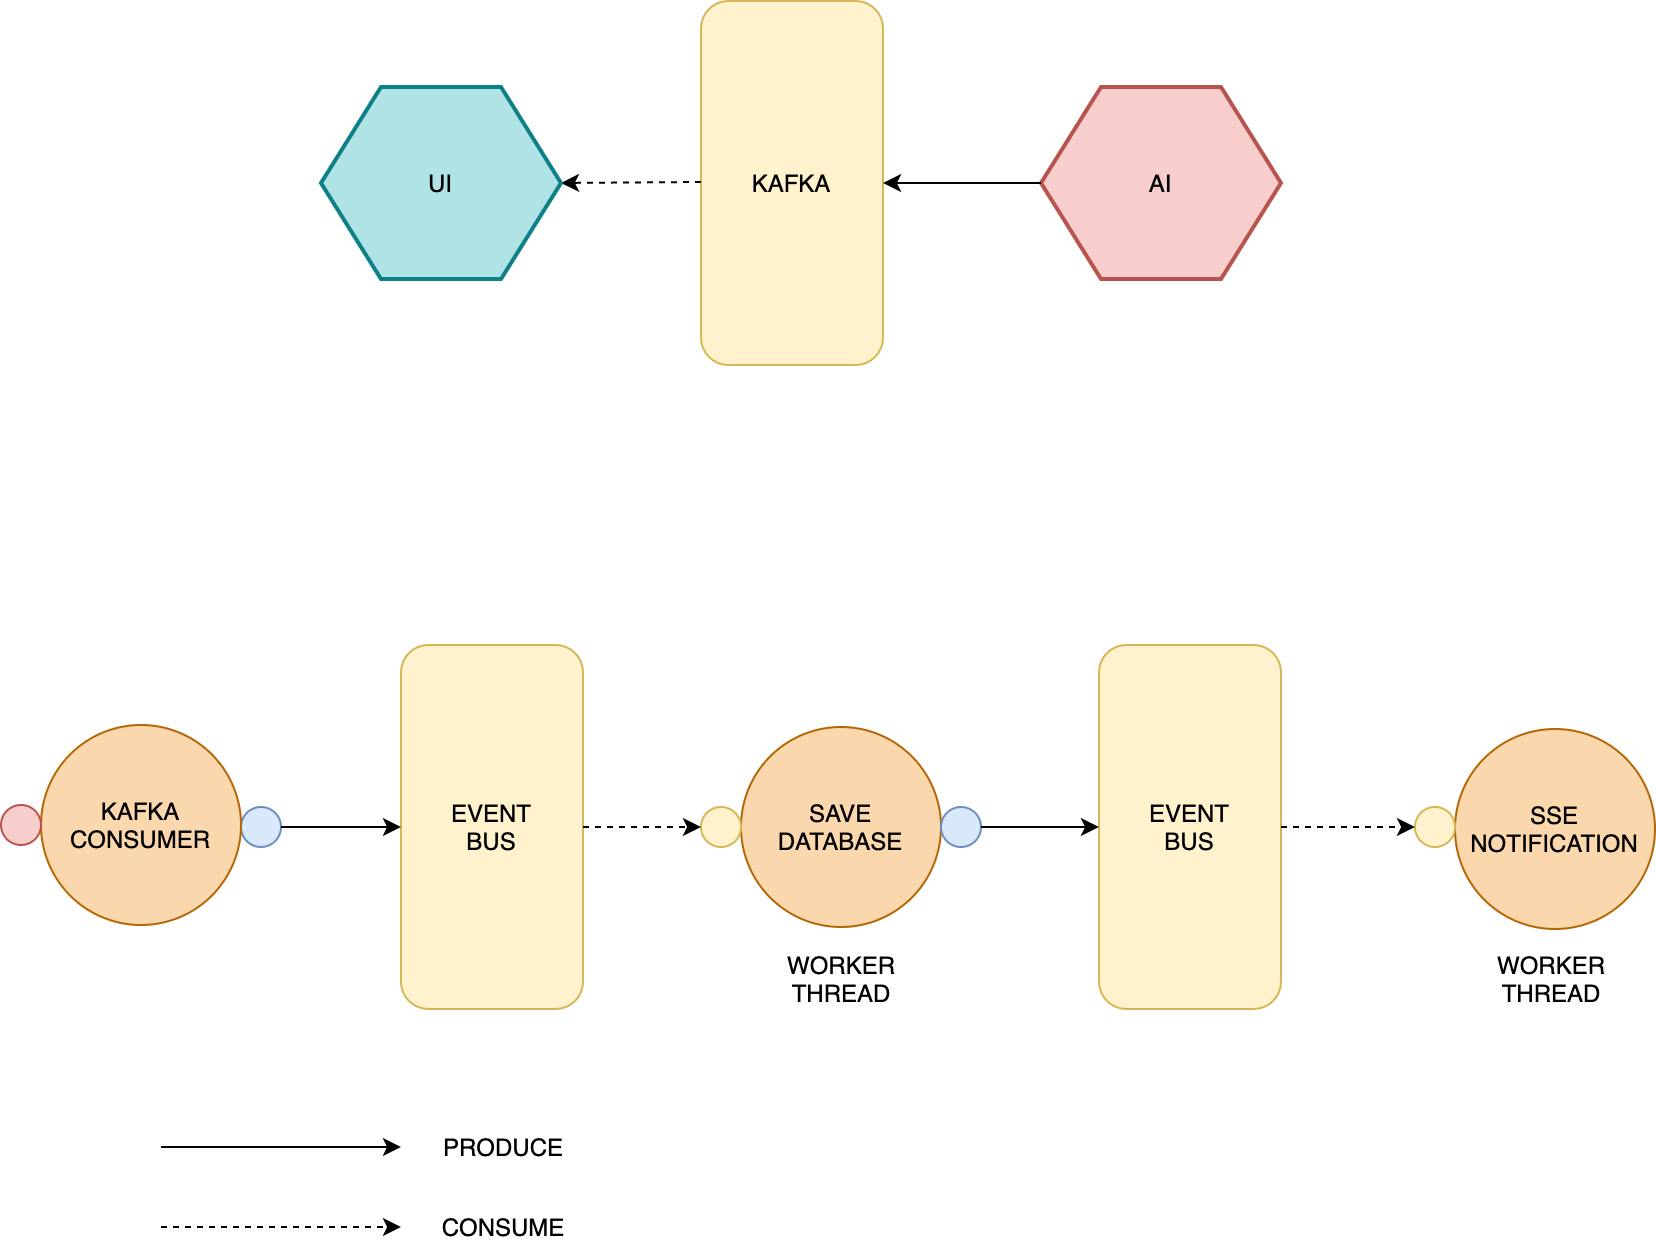 UI
KAFKA
AI
KAFKA
CONSUMER
EVENT
BUS
SAVE
DATABASE
EVENT
BUS
SSE
NOTIFICATION
WORKER
THREAD
WORKER
THREAD
PRODUCE
CONSUME